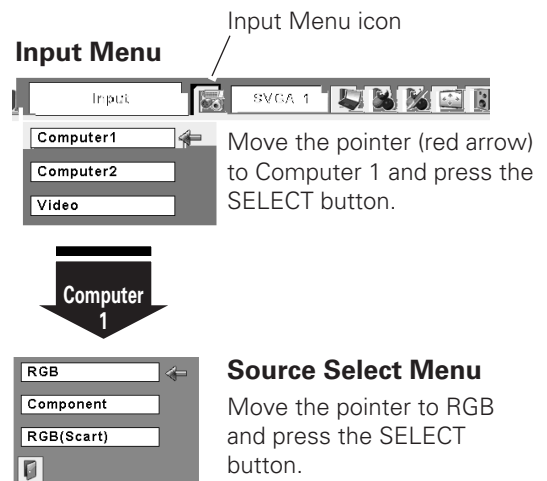 Input Menu icon
Input Menu
Input SVGA 1
Computer1
Computer2
Video
Move the pointer (red arrow)
to Computer 1 and press the
SELECT button.
Computer
1
RGB
Component
RGB(Scart)
Source Select Menu
Move the pointer to RGB
and press the SELECT
button.